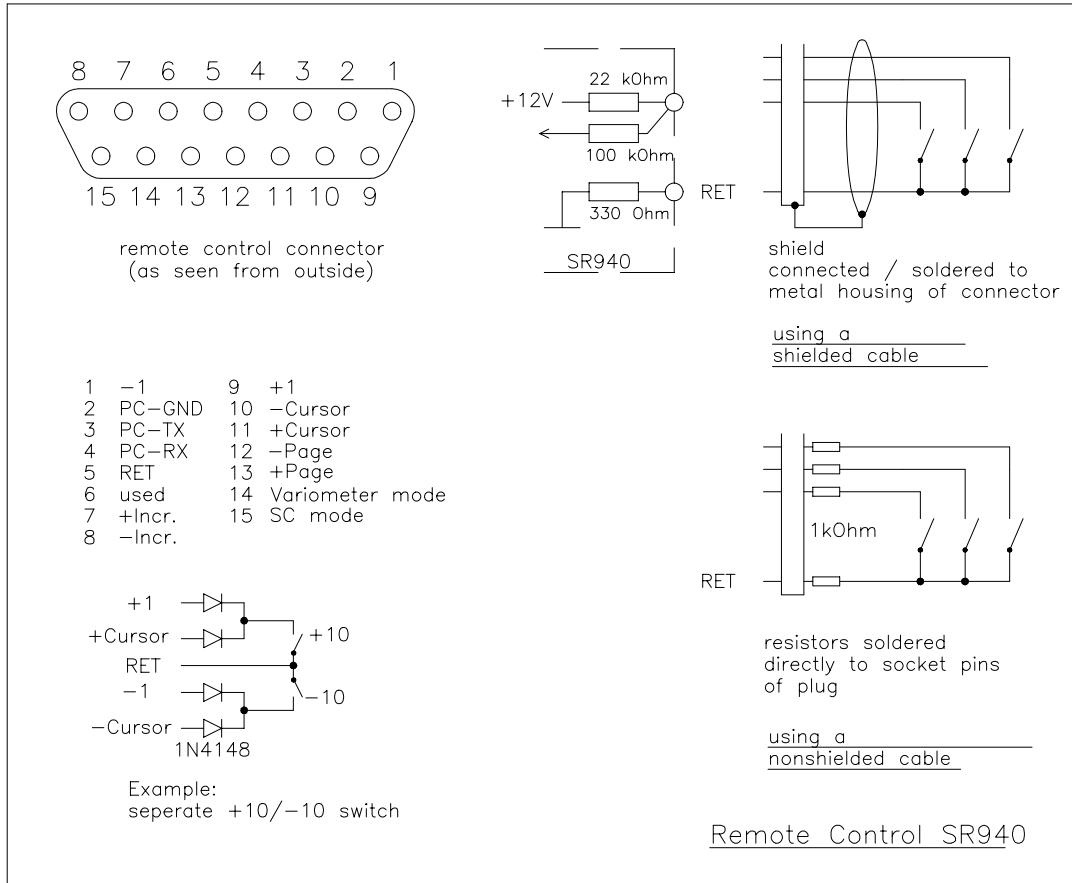 8 7 6 5 4 3 2 1
15 14 13 12 11 10 9
remote control connector
(as seen from outside)
22 kOhm
+12V
100 kOhm
330 Ohm
SR940
RET
shield
connected / soldered to
metal housing of connector
using a
shielded cable
1 -1 9 +1
2 PC-GND 10 -Cursor
3 PC-TX 11 +Cursor
4 PC-RX 12 -Page
5 RET 13 +Page
6 used 14 Variometer mode
7 +Incr. 15 SC mode
8 -Incr.
1kOhm
RET
resistors soldered
directly to socket pins
of plug
using a
nonshielded cable
+1
+Cursor
+10
RET
-1
-10
-Cursor
1N4148
Example:
seperate +10/-10 switch
Remote Control SR940